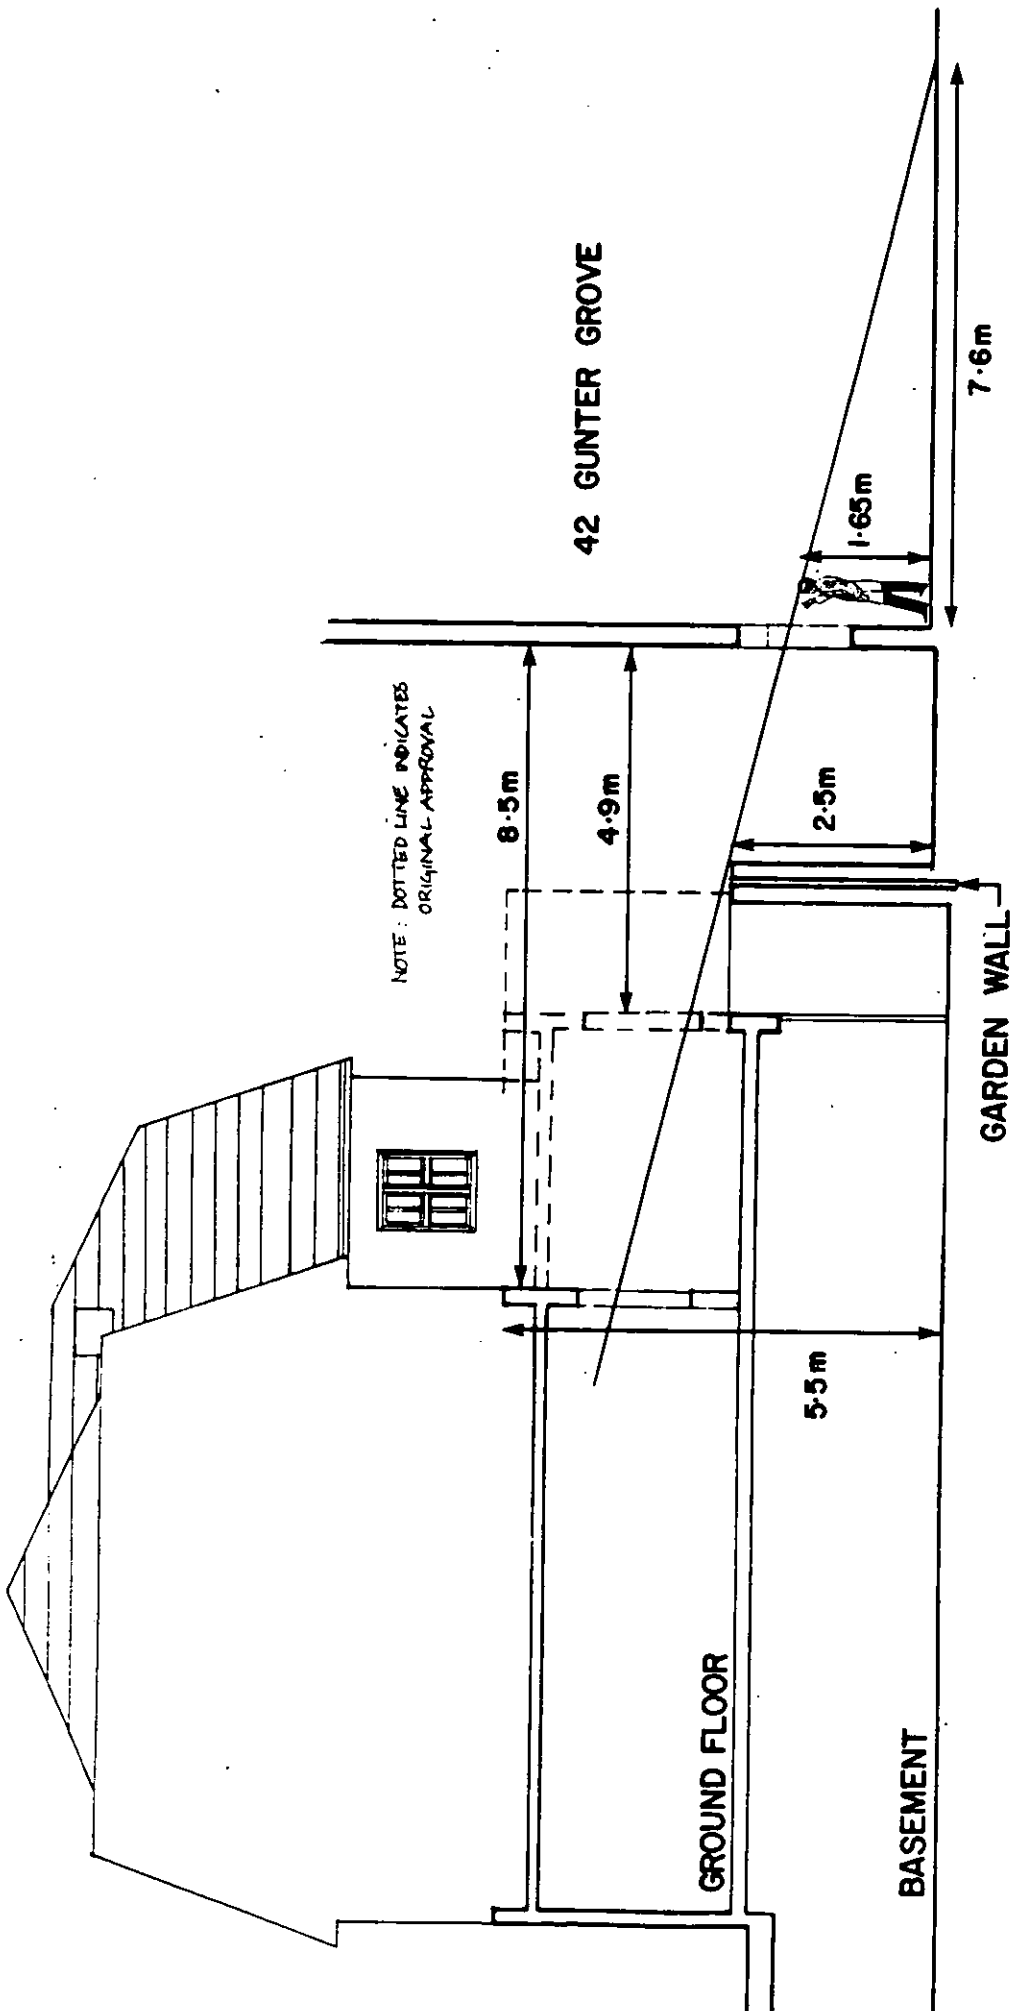 NOTE: DOTTED LINE INDICATES
ORIGINAL APPROVAL
42 GUNTER GROVE
8·5m
4·9m
1·65m
2·5m
7·6m
5·5m
GROUND FLOOR
BASEMENT
GARDEN WALL